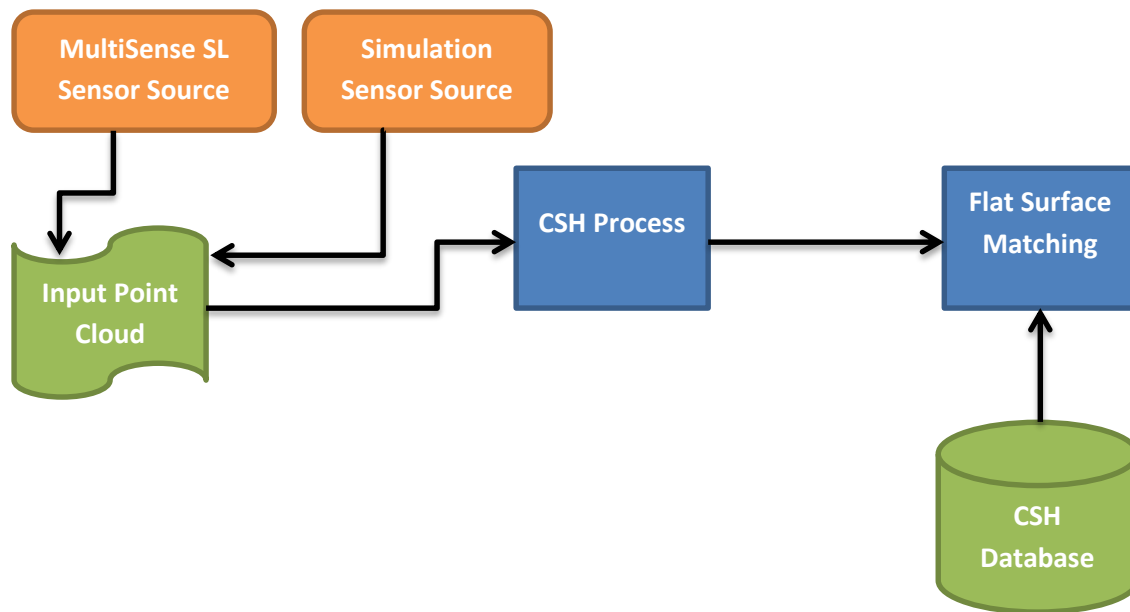 MultiSense SL
Sensor Source
Simulation
Sensor Source
CSH Process
Flat Surface
Matching
Input Point
Cloud
CSH
Database